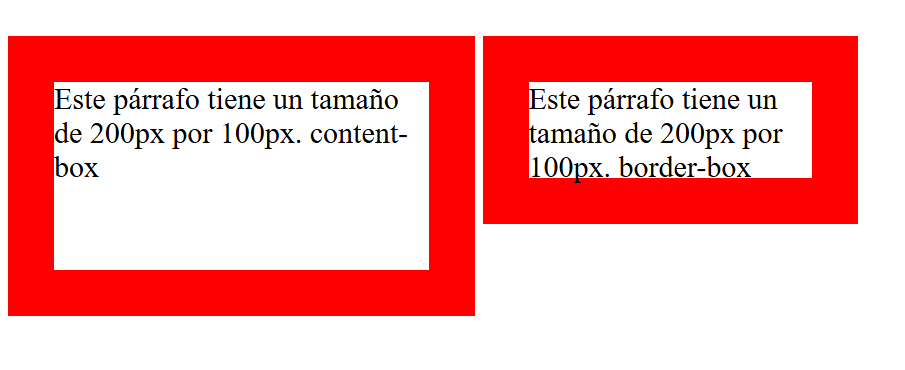 Este párrafo tiene un tamaño
de 200px por 100px. content-
box
Este párrafo tiene un
tamaño de 200px por
100px. border-box